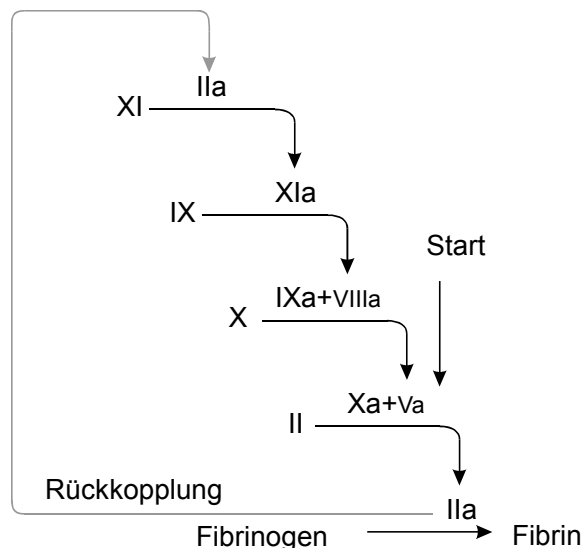 IIa
XI
XIa
IX
Start
IXa+VIIIa
X
Xa+Va
II
Rückkopplung
IIa
Fibrinogen
Fibrin